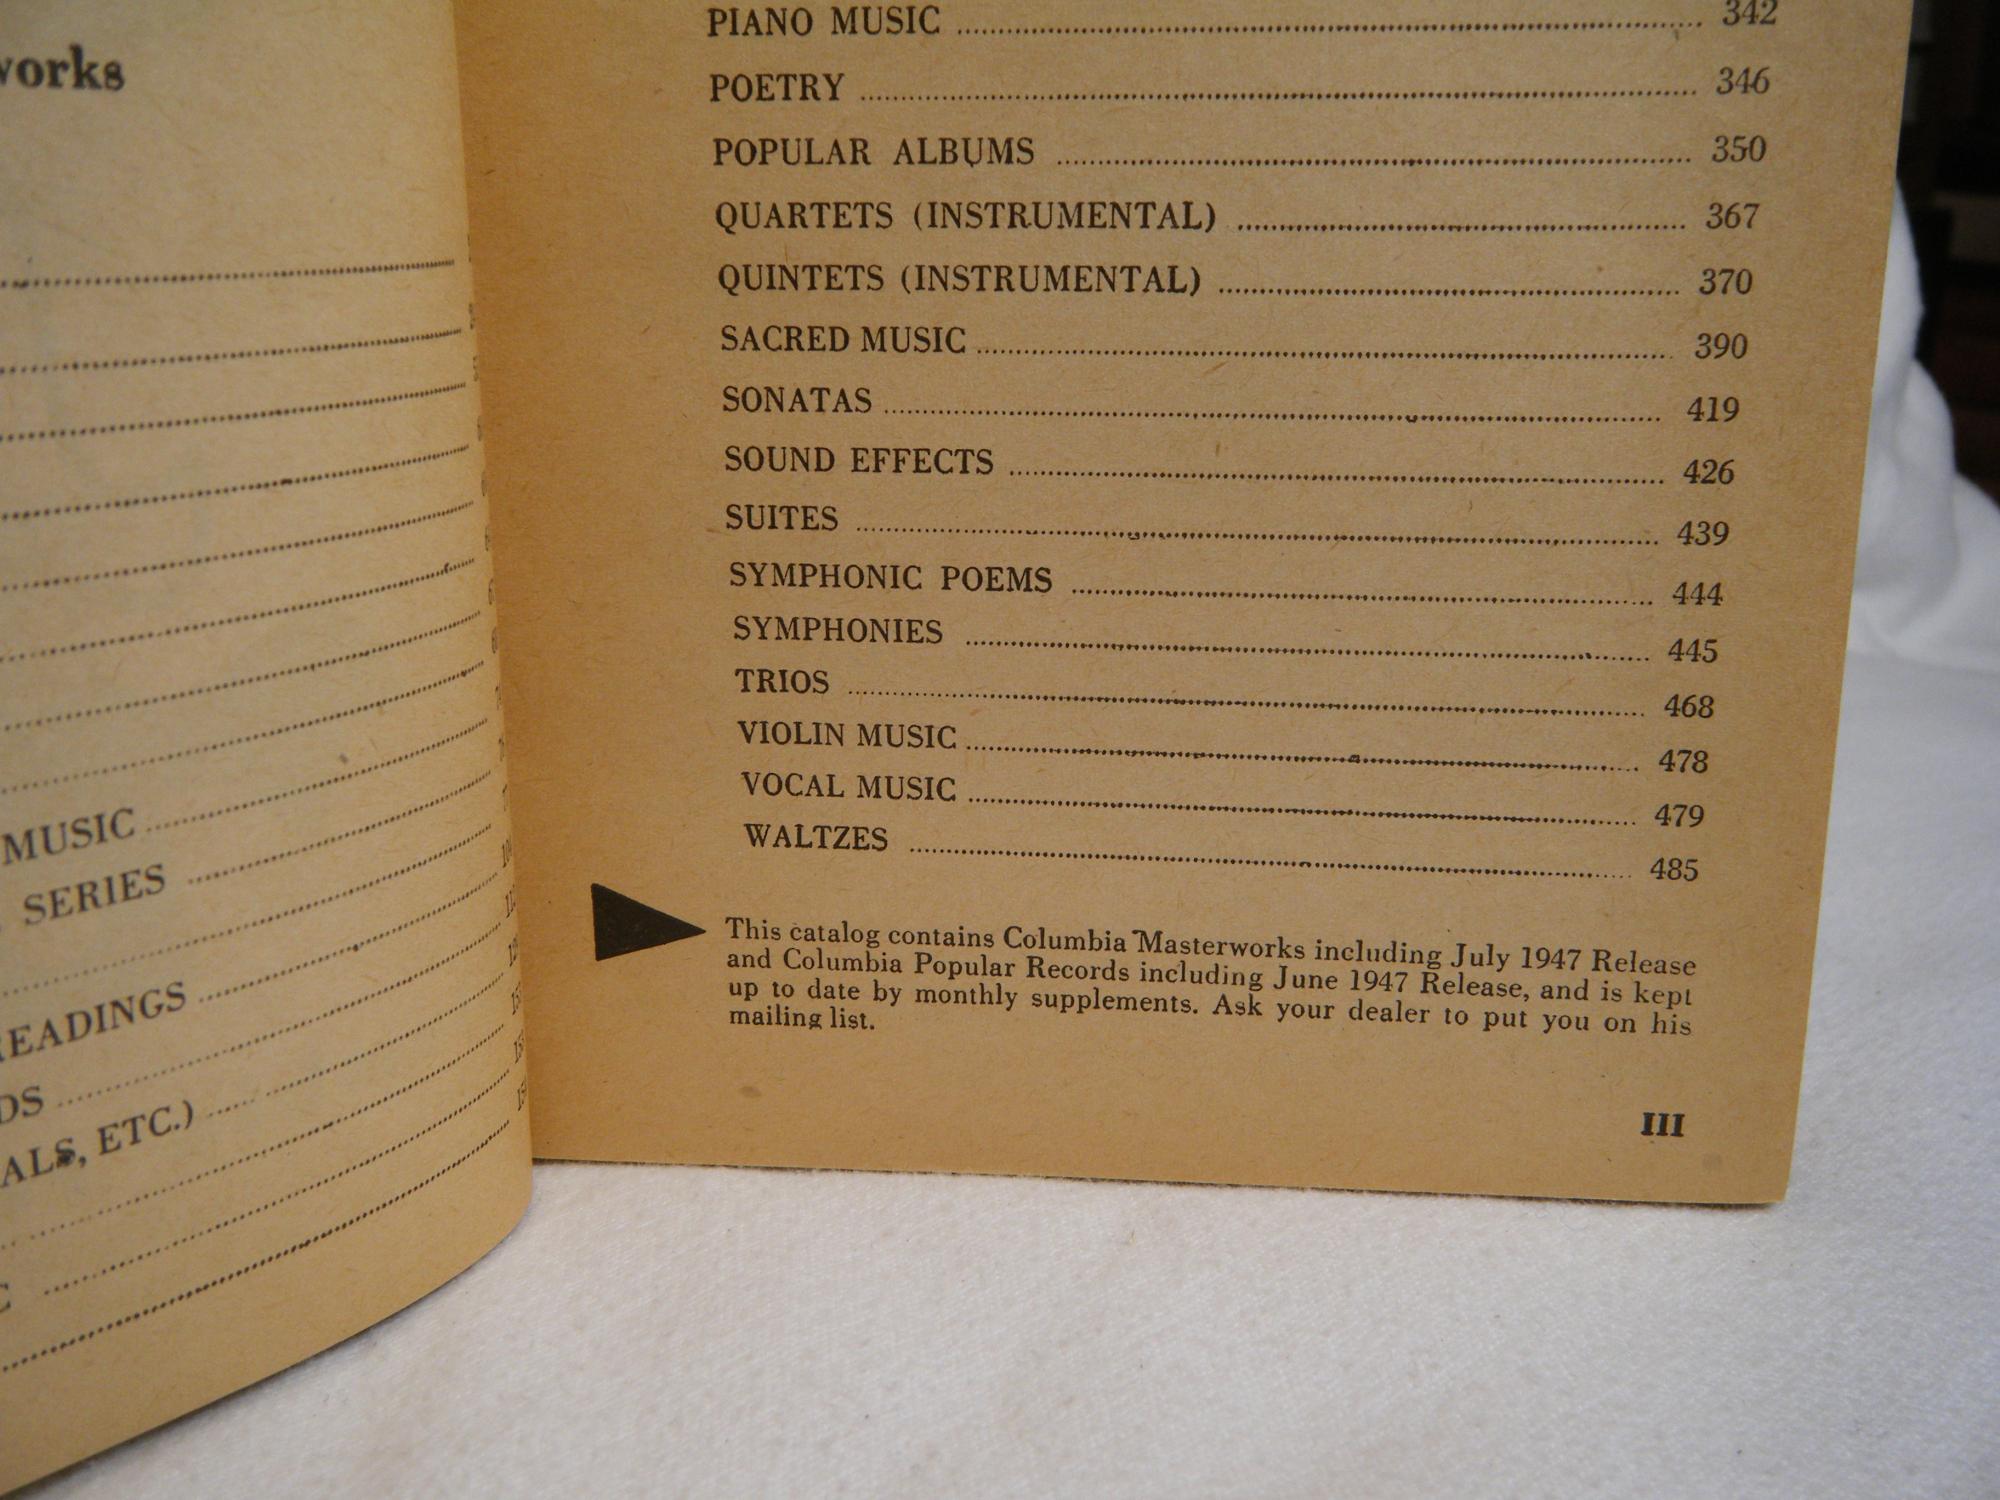 works
MUSIC
SERIES
READINGS
DS
ALS, ETC.)
PIANO MUSIC 342
POETRY 346
POPULAR ALBUMS 350
QUARTETS (INSTRUMENTAL) 367
QUINTETS (INSTRUMENTAL) 370
SACRED MUSIC 390
SONATAS 419
SOUND EFFECTS 426
SUITES 439
SYMPHONIC POEMS 444
SYMPHONIES 445
TRIOS 468
VIOLIN MUSIC 478
VOCAL MUSIC 479
WALTZES 485
This catalog contains Columbia Masterworks including July 1947 Release
and Columbia Popular Records including June 1947 Release, and is kept
up to date by monthly supplements. Ask your dealer to put you on his
mailing list.
III